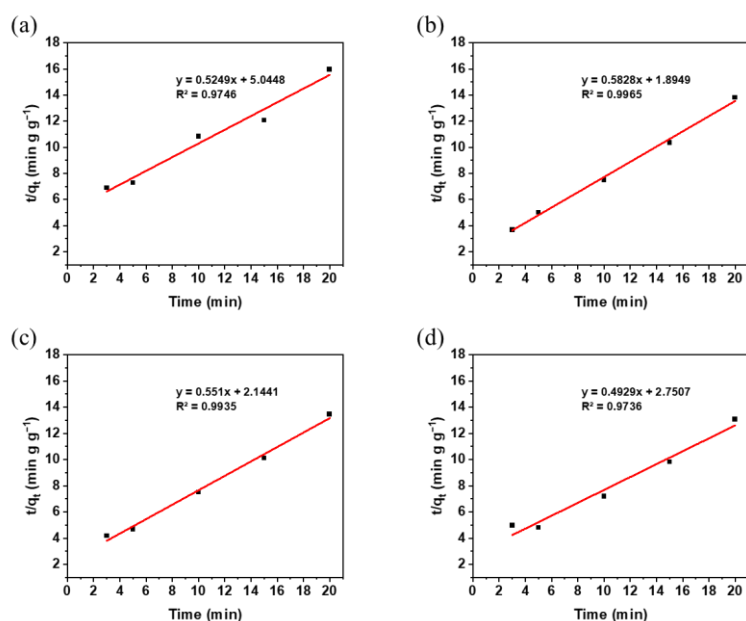 (a)
18
16
14
12
10
8
6
4
2
t/qₜ (min g g⁻¹)
y = 0.5249x + 5.0448
R² = 0.9746
0 2 4 6 8 10 12 14 16 18 20
Time (min)
(b)
18
16
14
12
10
8
6
4
2
t/qₜ (min g g⁻¹)
y = 0.5828x + 1.8949
R² = 0.9965
0 2 4 6 8 10 12 14 16 18 20
Time (min)
(c)
18
16
14
12
10
8
6
4
2
t/qₜ (min g g⁻¹)
y = 0.551x + 2.1441
R² = 0.9935
0 2 4 6 8 10 12 14 16 18 20
Time (min)
(d)
18
16
14
12
10
8
6
4
2
t/qₜ (min g g⁻¹)
y = 0.4929x + 2.7507
R² = 0.9736
0 2 4 6 8 10 12 14 16 18 20
Time (min)